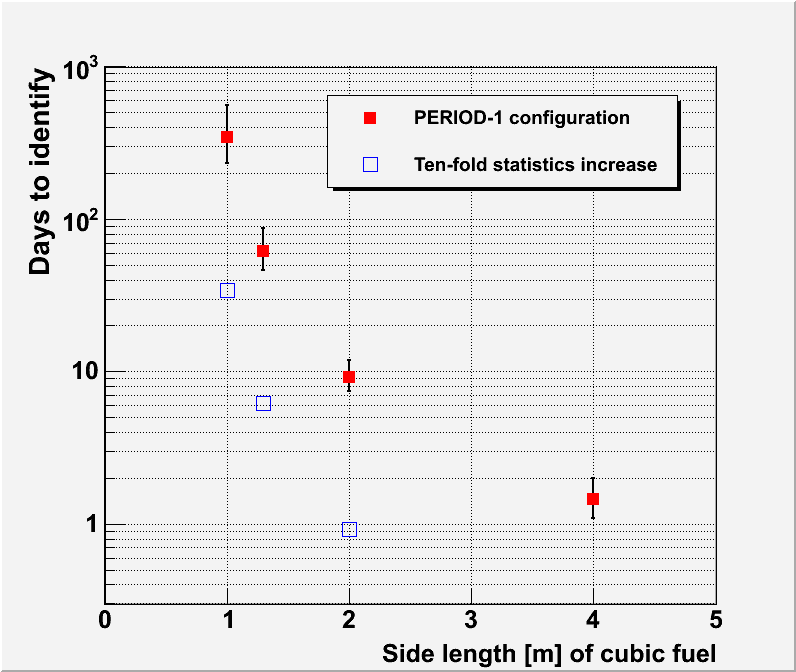 10³
10²
10
1
Days to identify
PERIOD-1 configuration
Ten-fold statistics increase
0 1 2 3 4 5
Side length [m] of cubic fuel